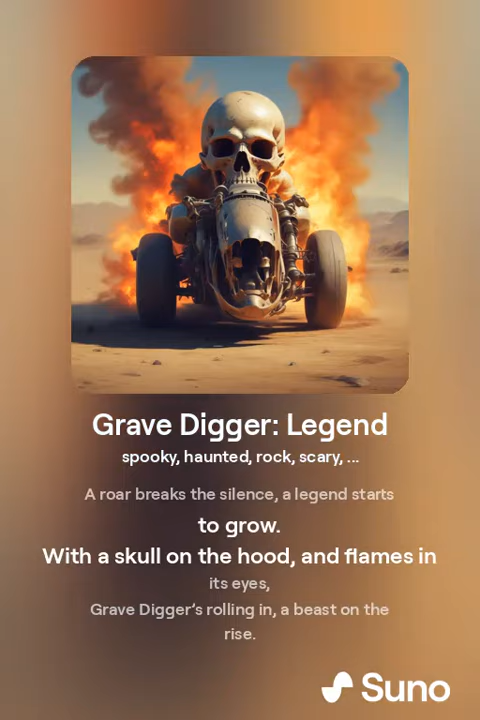 Grave Digger: Legend
spooky, haunted, rock, scary, ...
A roar breaks the silence, a legend starts
to grow.
With a skull on the hood, and flames in
its eyes,
Grave Digger's rolling in, a beast on the
rise.
Suno